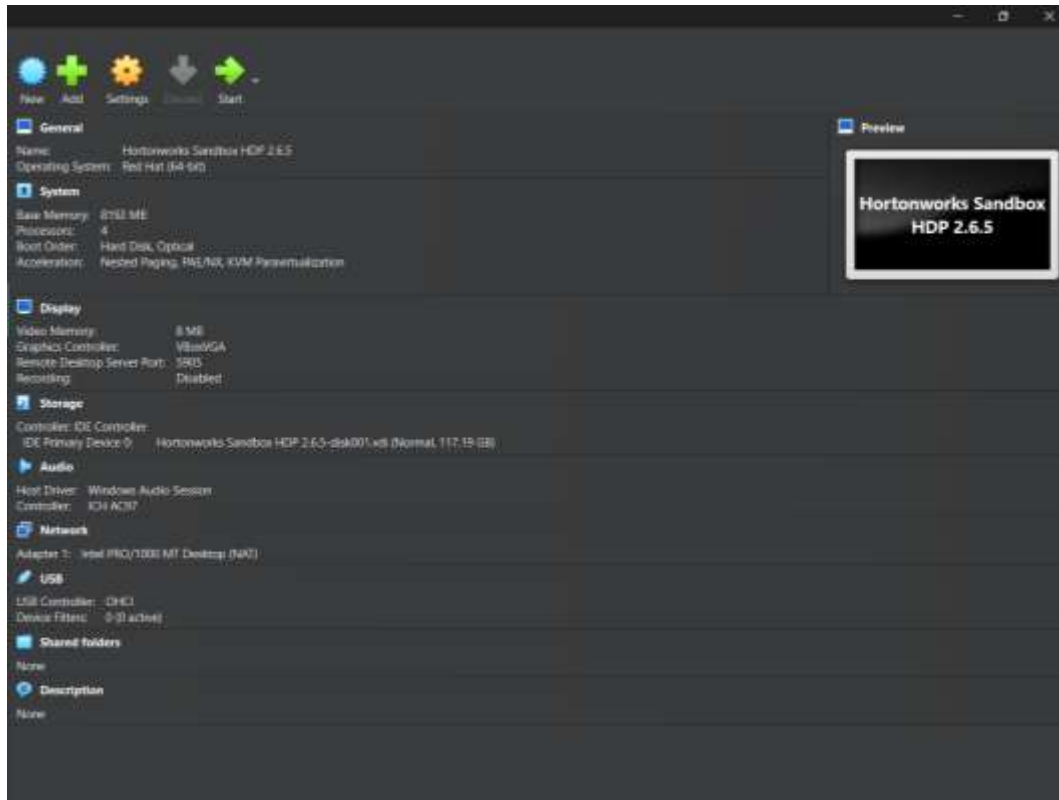 New Add Settings Discard Start
General
Name: Hortonworks Sandbox HDP 2.6.5
Operating System: Red Hat (64-bit)
System
Base Memory: 8192 MB
Processors: 4
Boot Order: Hard Disk, Optical
Acceleration: Nested Paging, PAE/NX, KVM Paravirtualization
Preview
Hortonworks Sandbox
HDP 2.6.5
Display
Video Memory: 8 MB
Graphics Controller: VBoxVGA
Remote Desktop Server Port: 5905
Recording: Disabled
Storage
Controller: IDE Controller
IDE Primary Device 0: Hortonworks Sandbox HDP 2.6.5-disk001.vdi (Normal, 117.19 GB)
Audio
Host Driver: Windows Audio Session
Controller: ICH AC97
Network
Adapter 1: Intel PRO/1000 MT Desktop (NAT)
USB
USB Controller: OHCI
Device Filters: 0 (0 active)
Shared folders
None
Description
None